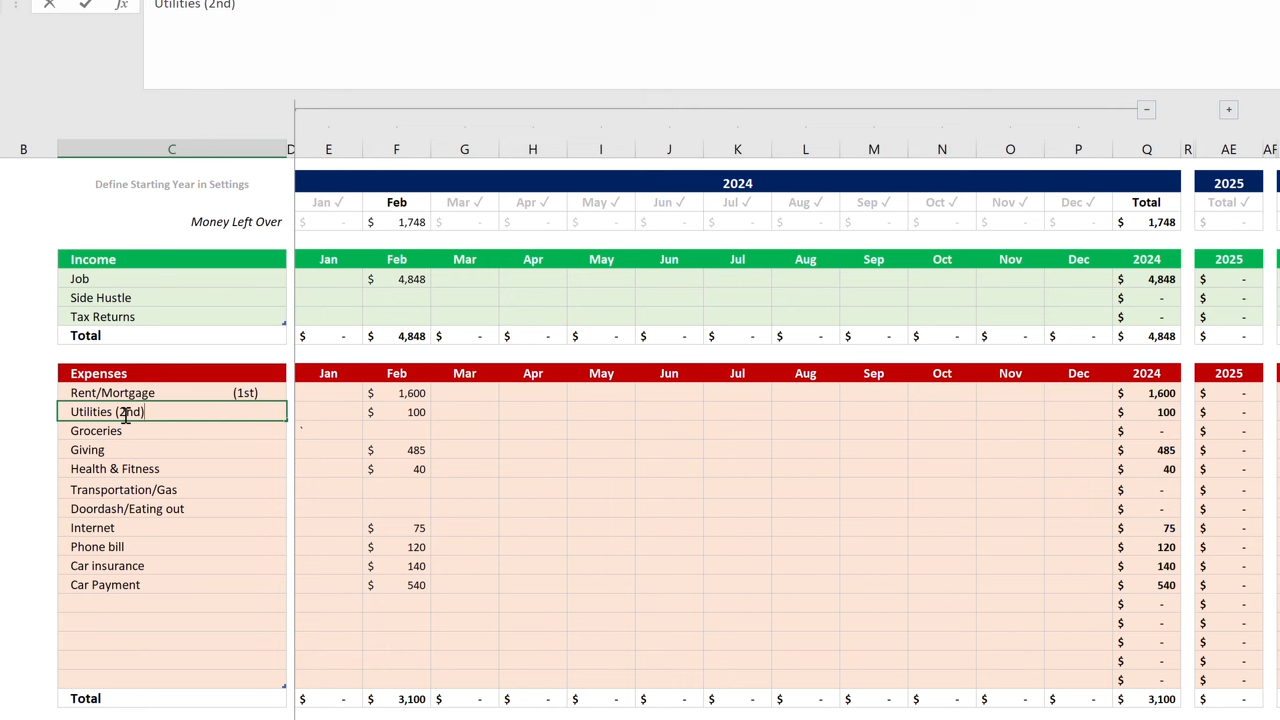 fx Utilities (2nd)
− +
B C D E F G H I J K L M N O P Q R AE AF
Define Starting Year in Settings 2024 2025
Jan ✓ Feb Mar ✓ Apr ✓ May ✓ Jun ✓ Jul ✓ Aug ✓ Sep ✓ Oct ✓ Nov ✓ Dec ✓ Total Total ✓
Money Left Over $ - $ 1,748 $ - $ - $ - $ - $ - $ - $ - $ - $ - $ - $ 1,748 $ -
Income Jan Feb Mar Apr May Jun Jul Aug Sep Oct Nov Dec 2024 2025
Job $ 4,848 $ 4,848 $ -
Side Hustle $ - $ -
Tax Returns $ - $ -
Total $ - $ 4,848 $ - $ - $ - $ - $ - $ - $ - $ - $ - $ - $ 4,848 $ -
Expenses Jan Feb Mar Apr May Jun Jul Aug Sep Oct Nov Dec 2024 2025
Rent/Mortgage (1st) $ 1,600 $ 1,600 $ -
Utilities (2nd) $ 100 $ 100 $ -
Groceries ` $ - $ -
Giving $ 485 $ 485 $ -
Health & Fitness $ 40 $ 40 $ -
Transportation/Gas $ - $ -
Doordash/Eating out $ - $ -
Internet $ 75 $ 75 $ -
Phone bill $ 120 $ 120 $ -
Car insurance $ 140 $ 140 $ -
Car Payment $ 540 $ 540 $ -
$ - $ -
$ - $ -
$ - $ -
$ - $ -
$ - $ -
Total $ - $ 3,100 $ - $ - $ - $ - $ - $ - $ - $ - $ - $ - $ 3,100 $ -